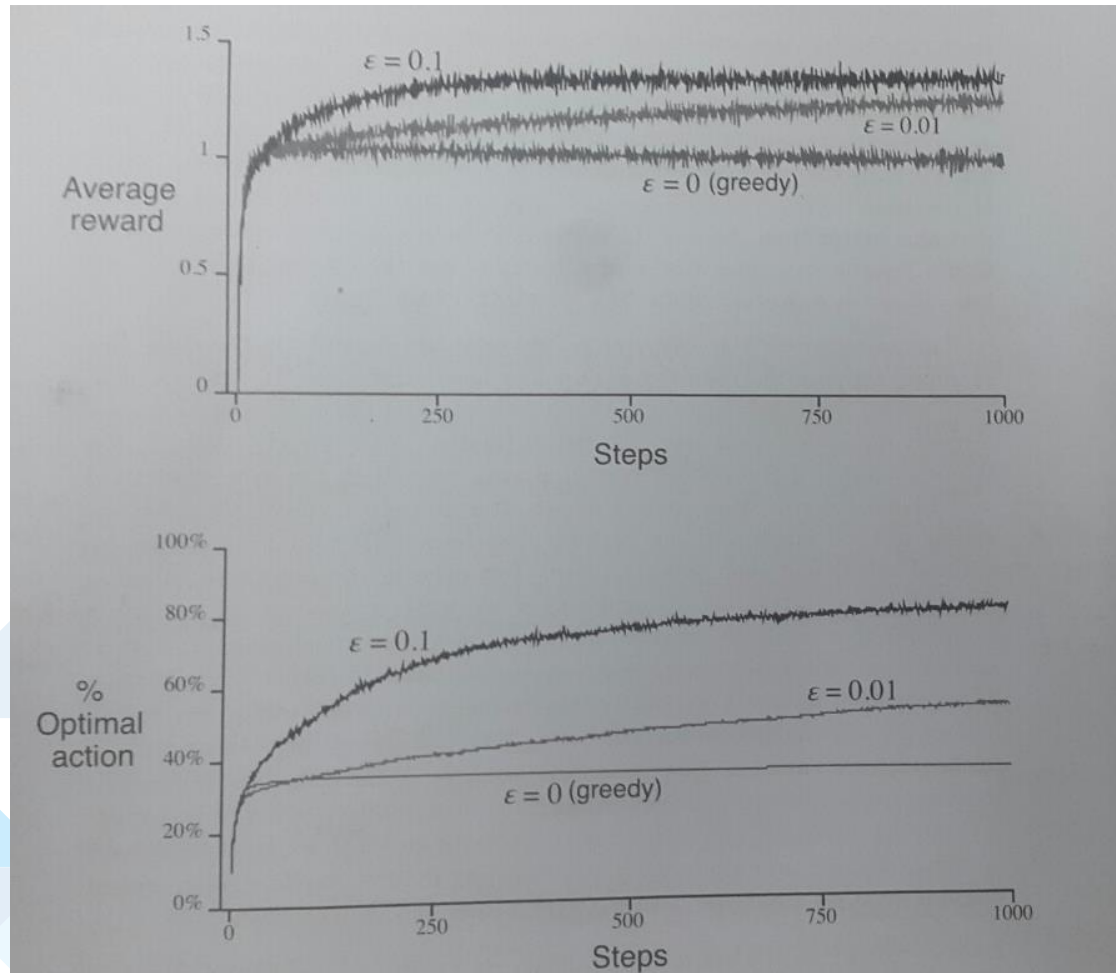 1.5
ε = 0.1
ε = 0.01
1
Average
reward
ε = 0 (greedy)
0.5
0
0 250 500 750 1000
Steps
100%
80%
ε = 0.1
60%
ε = 0.01
%
Optimal
action
40%
ε = 0 (greedy)
20%
0%
0 250 500 750 1000
Steps